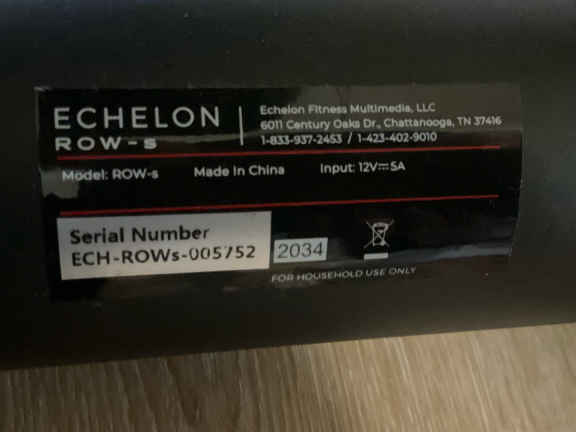 ECHELON
ROW-s
Echelon Fitness Multimedia, LLC
6011 Century Oaks Dr., Chattanooga, TN 37416
1-833-937-2453 / 1-423-402-9010
Model: ROW-s Made In China Input: 12V⎓5A
Serial Number
ECH-ROWs-005752
2034
FOR HOUSEHOLD USE ONLY